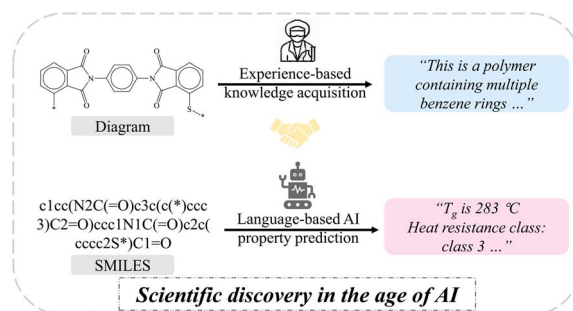 O
O
N
N
O
O
S
*
*
Diagram
Experience-based
knowledge acquisition
“This is a polymer
containing multiple
benzene rings ...”
c1cc(N2C(=O)c3c(c(*)ccc
3)C2=O)ccc1N1C(=O)c2c(
cccc2S*)C1=O
SMILES
Language-based AI
property prediction
“Tg is 283 ℃
Heat resistance class:
class 3 ...”
Scientific discovery in the age of AI